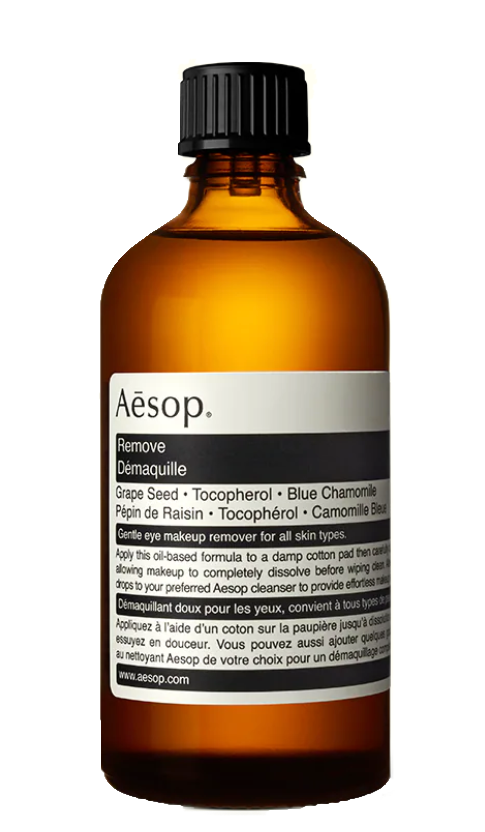 Aēsop®
Remove
Démaquille
Grape Seed • Tocopherol • Blue Chamomile
Pépin de Raisin • Tocophérol • Camomille Bleue
Gentle eye makeup remover for all skin types.
Apply this oil-based formula to a damp cotton pad then
allowing makeup to completely dissolve before wiping clean.
drops to your preferred Aesop cleanser to provide effortless
Démaquillant doux pour les yeux, convient à tous types de
Appliquez à l'aide d'un coton sur la paupière jusqu'à
essuyez en douceur. Vous pouvez aussi ajouter quelques
au nettoyant Aesop de votre choix pour un démaquillage
www.aesop.com